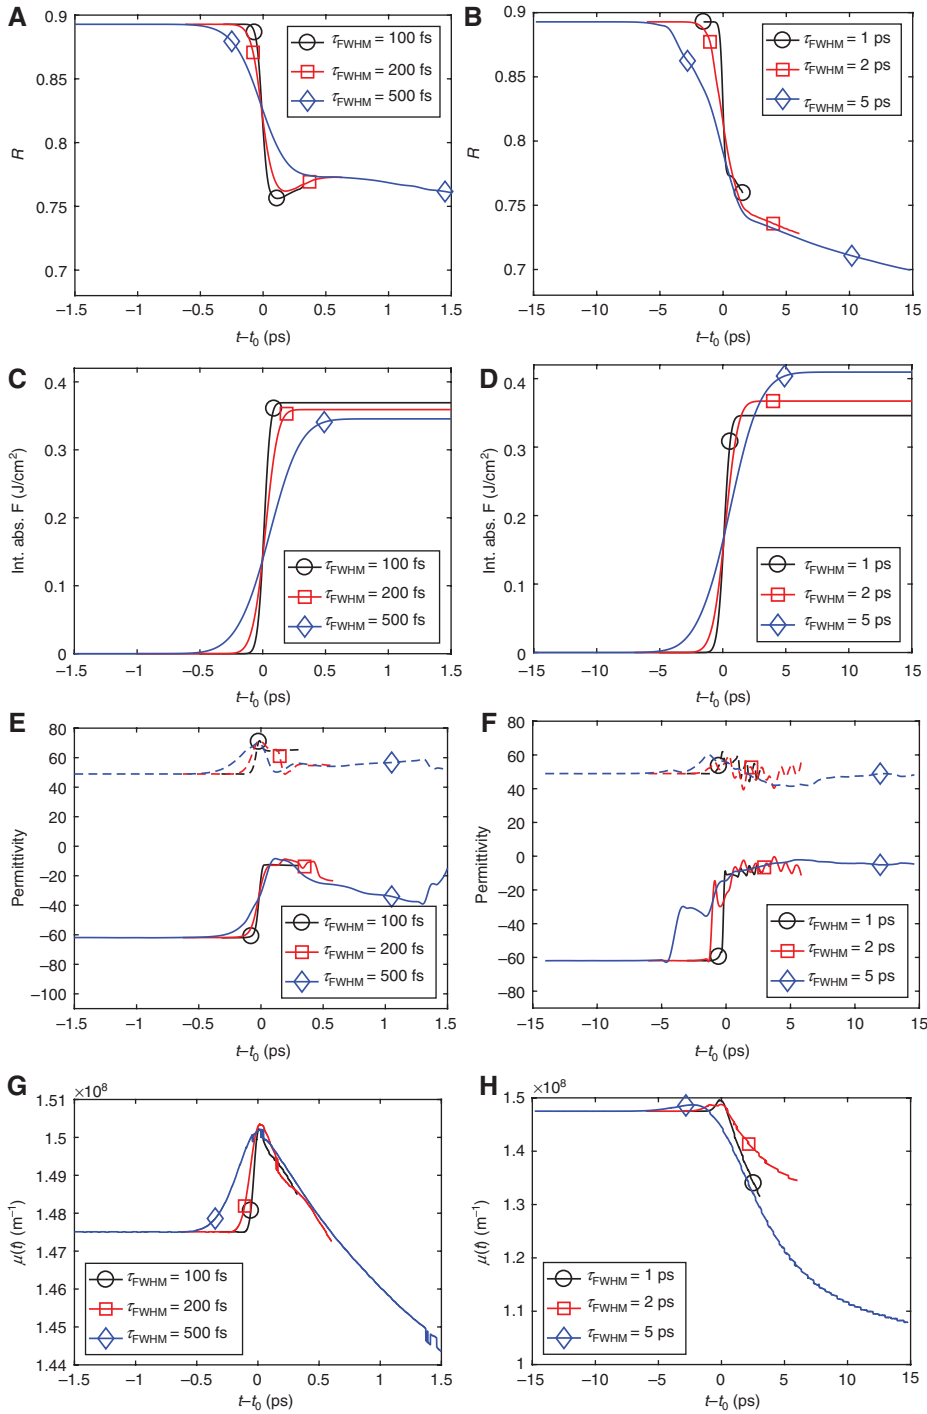 A
0.9
0.85
0.8
0.75
0.7
R
τFWHM = 100 fs
τFWHM = 200 fs
τFWHM = 500 fs
−1.5 −1 −0.5 0 0.5 1 1.5
t–t0 (ps)
B
0.9
0.85
0.8
0.75
0.7
R
τFWHM = 1 ps
τFWHM = 2 ps
τFWHM = 5 ps
−15 −10 −5 0 5 10 15
t–t0 (ps)
C
0.4
0.3
0.2
0.1
0
Int. abs. F (J/cm2)
τFWHM = 100 fs
τFWHM = 200 fs
τFWHM = 500 fs
−1.5 −1 −0.5 0 0.5 1 1.5
t–t0 (ps)
D
0.4
0.3
0.2
0.1
0
Int. abs. F (J/cm2)
τFWHM = 1 ps
τFWHM = 2 ps
τFWHM = 5 ps
−15 −10 −5 0 5 10 15
t–t0 (ps)
E
80
60
40
20
0
−20
−40
−60
−80
−100
Permittivity
τFWHM = 100 fs
τFWHM = 200 fs
τFWHM = 500 fs
−1.5 −1 −0.5 0 0.5 1 1.5
t–t0 (ps)
F
80
60
40
20
0
−20
−40
−60
−80
Permittivity
τFWHM = 1 ps
τFWHM = 2 ps
τFWHM = 5 ps
−15 −10 −5 0 5 10 15
t–t0 (ps)
G
×108
1.51
1.5
1.49
1.48
1.47
1.46
1.45
1.44
μ(t) (m−1)
τFWHM = 100 fs
τFWHM = 200 fs
τFWHM = 500 fs
−1.5 −1 −0.5 0 0.5 1 1.5
t–t0 (ps)
H
×108
1.5
1.4
1.3
1.2
1.1
1
μ(t) (m−1)
τFWHM = 1 ps
τFWHM = 2 ps
τFWHM = 5 ps
−15 −10 −5 0 5 10 15
t–t0 (ps)